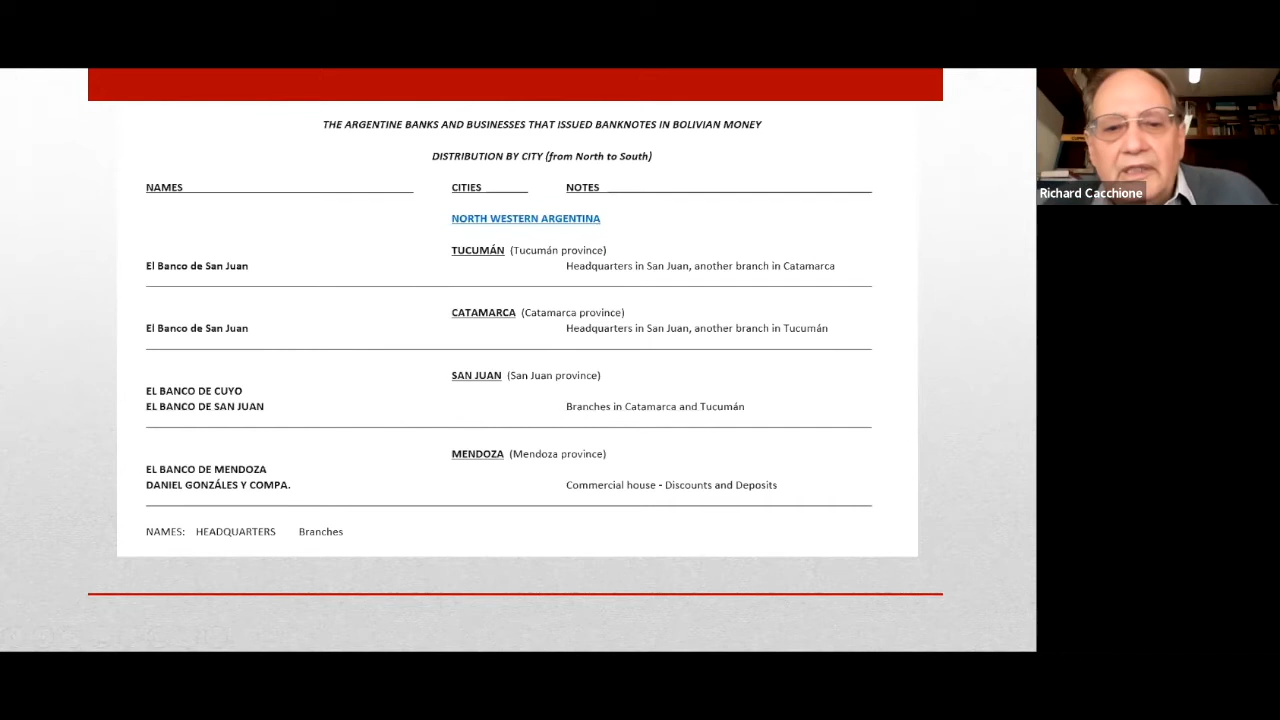 THE ARGENTINE BANKS AND BUSINESSES THAT ISSUED BANKNOTES IN BOLIVIAN MONEY
DISTRIBUTION BY CITY (from North to South)
NAMES CITIES NOTES
NORTH WESTERN ARGENTINA
TUCUMÁN (Tucumán province)
El Banco de San Juan Headquarters in San Juan, another branch in Catamarca
CATAMARCA (Catamarca province)
El Banco de San Juan Headquarters in San Juan, another branch in Tucumán
SAN JUAN (San Juan province)
EL BANCO DE CUYO
EL BANCO DE SAN JUAN Branches in Catamarca and Tucumán
MENDOZA (Mendoza province)
EL BANCO DE MENDOZA
DANIEL GONZÁLES Y COMPA. Commercial house - Discounts and Deposits
NAMES: HEADQUARTERS Branches
Richard Cacchione